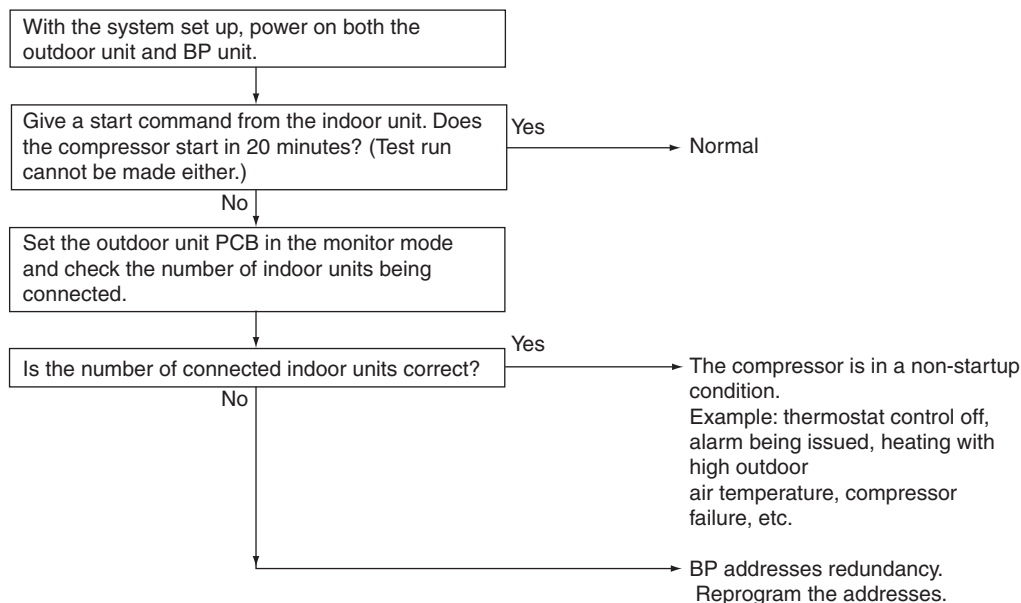 With the system set up, power on both the
outdoor unit and BP unit.
Give a start command from the indoor unit. Does
the compressor start in 20 minutes? (Test run
cannot be made either.)
Yes
Normal
No
Set the outdoor unit PCB in the monitor mode
and check the number of indoor units being
connected.
Is the number of connected indoor units correct?
Yes
The compressor is in a non-startup
condition.
Example: thermostat control off,
alarm being issued, heating with
high outdoor
air temperature, compressor
failure, etc.
No
BP addresses redundancy.
Reprogram the addresses.